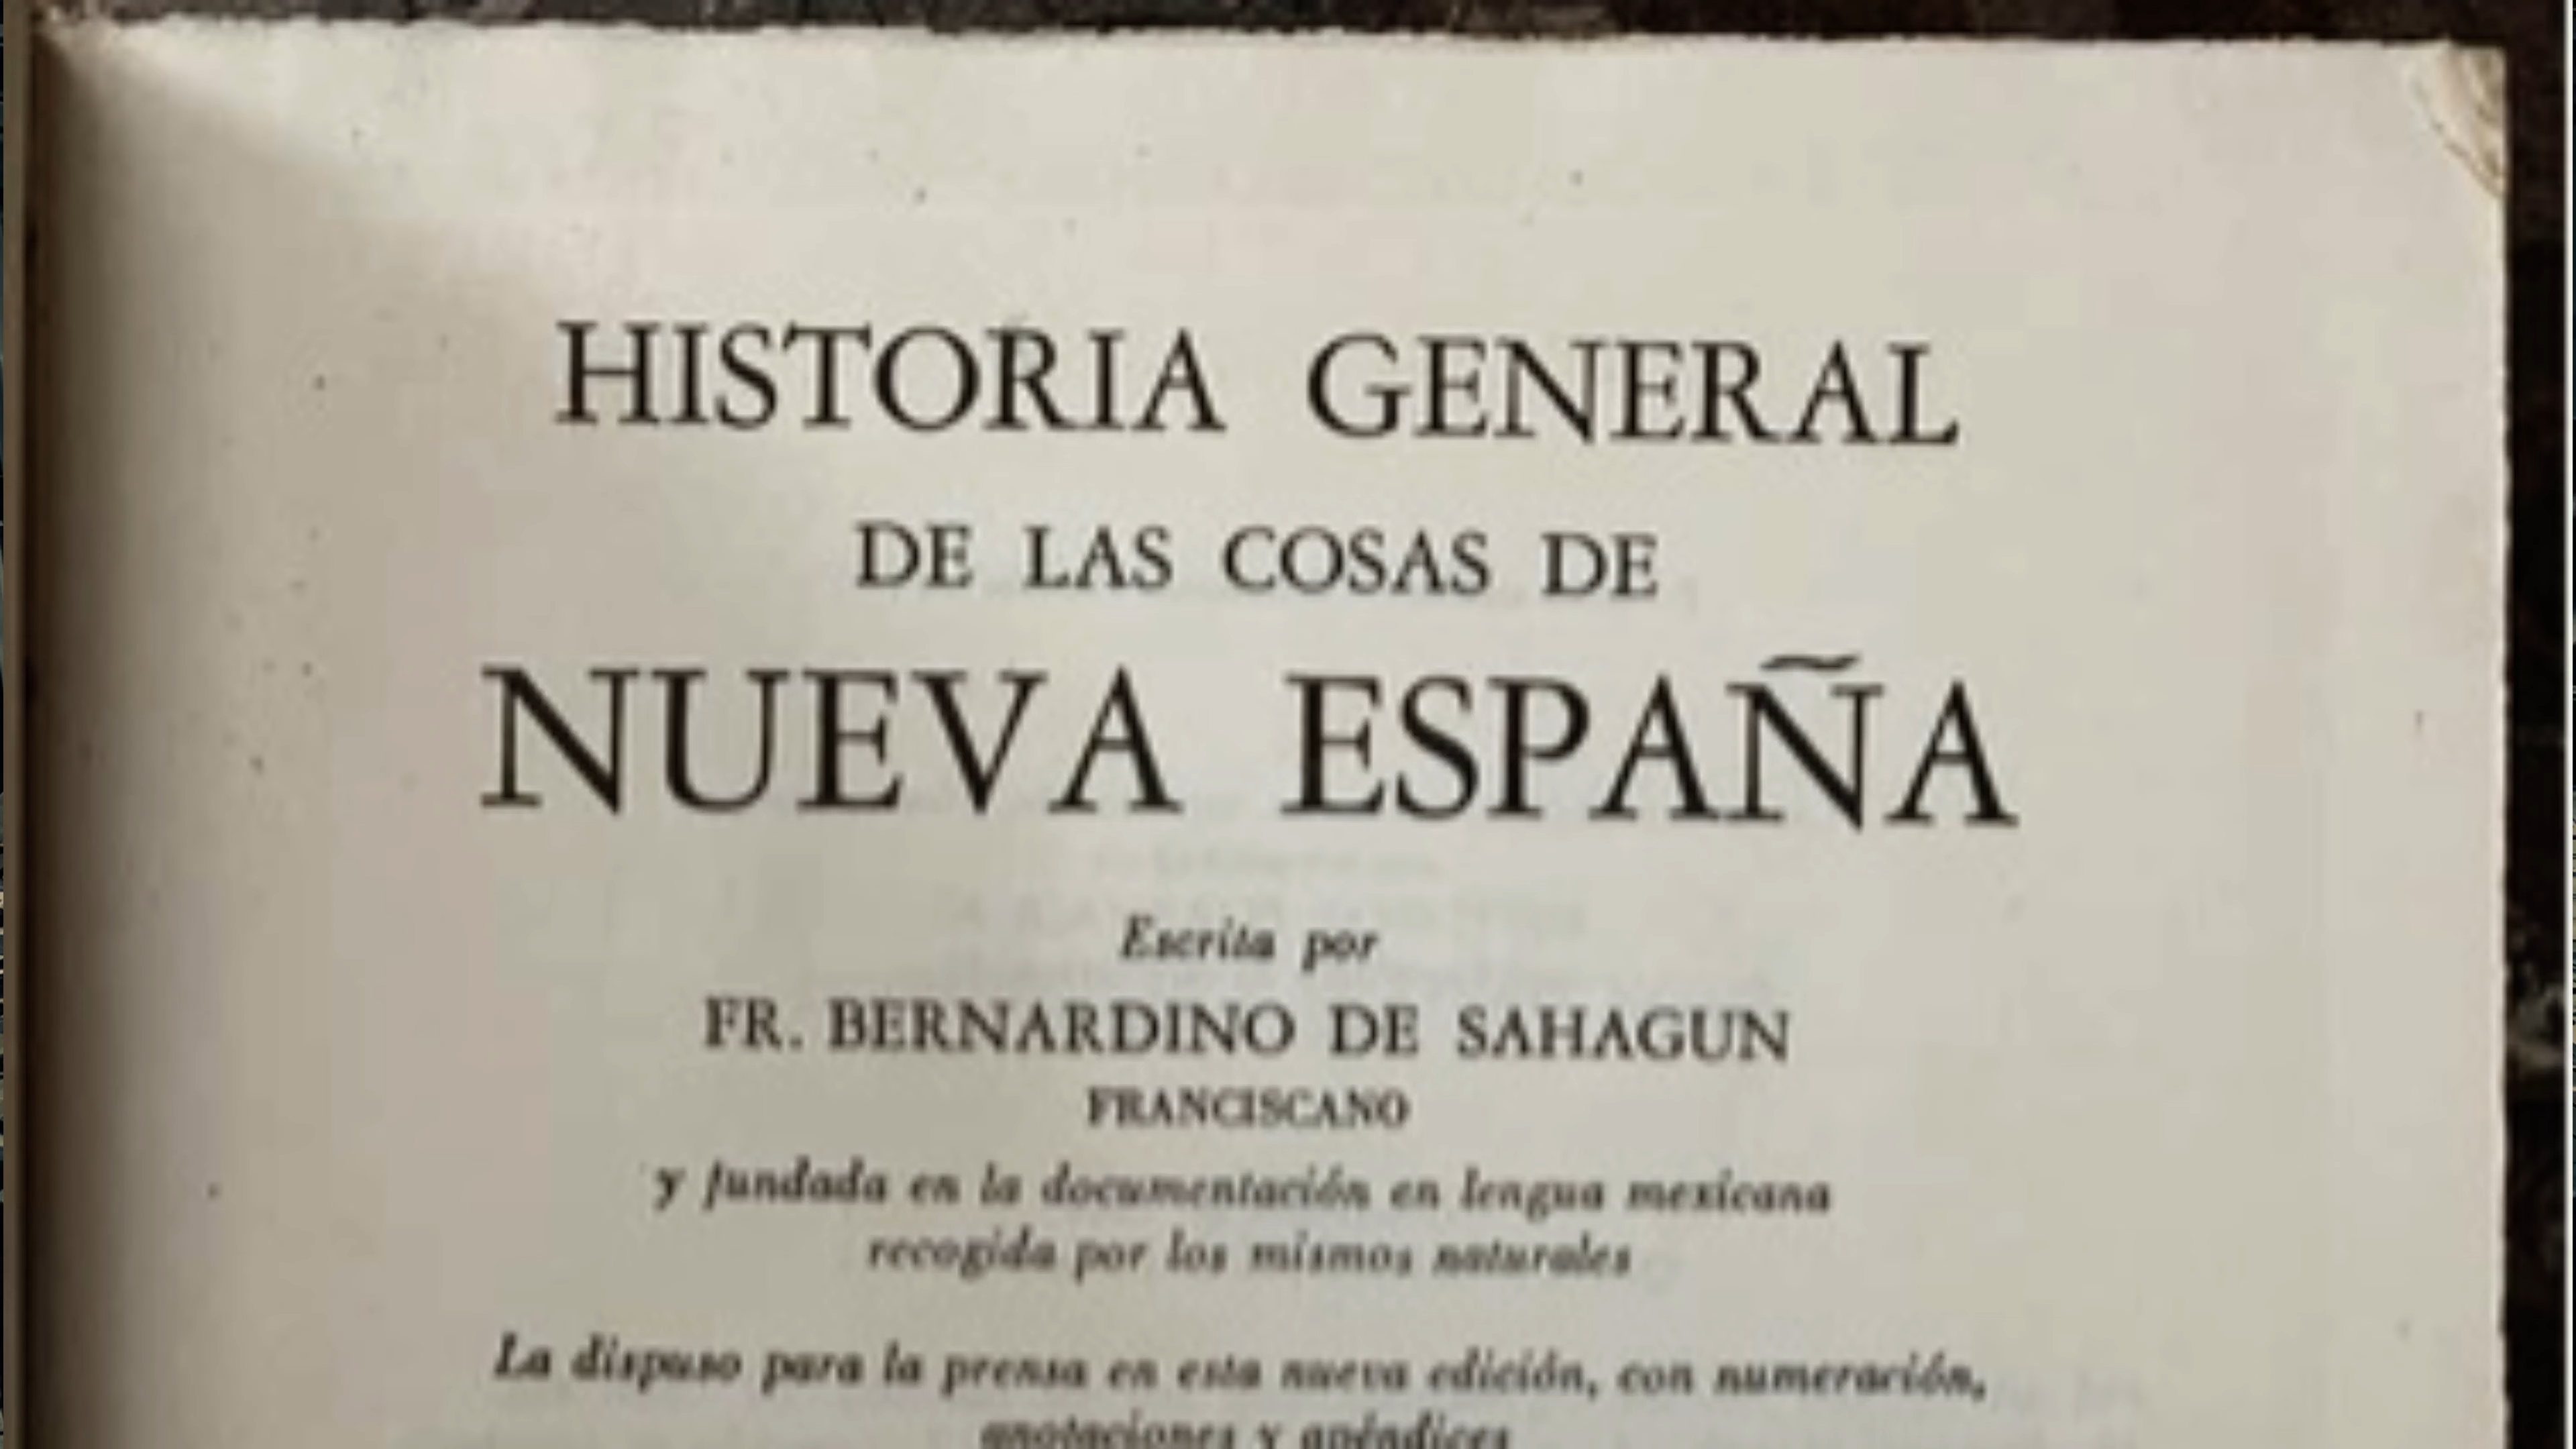 HISTORIA GENERAL
DE LAS COSAS DE
NUEVA ESPAÑA
Escrita por
FR. BERNARDINO DE SAHAGUN
FRANCISCANO
y fundada en la documentación en lengua mexicana
recogida por los mismos naturales
La dispuso para la prensa en esta nueva edición, con numeración,
anotaciones y apéndices